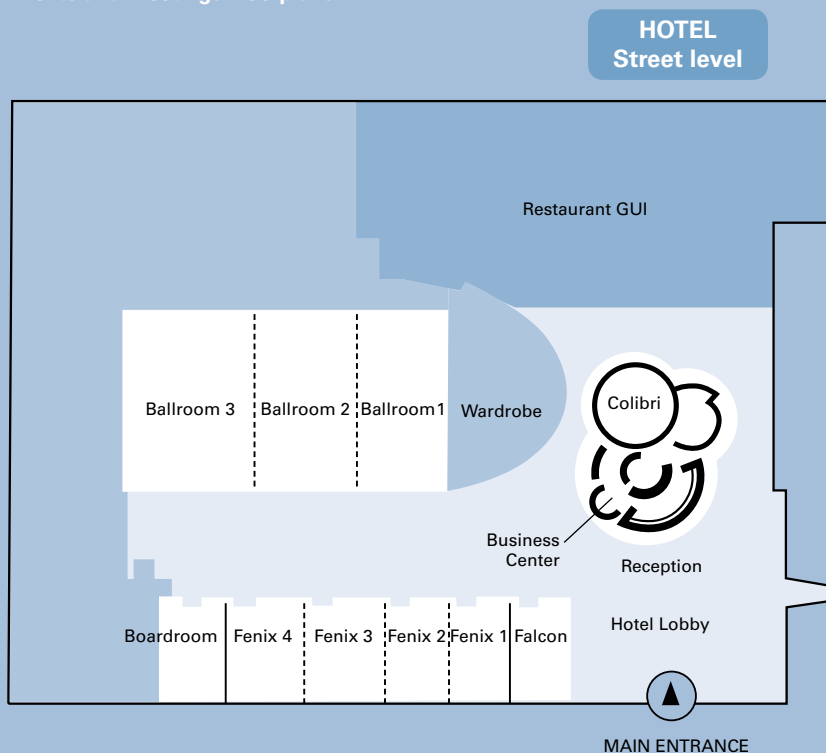 HOTEL
Street level
Restaurant GUI
Ballroom 3
Ballroom 2
Ballroom1
Wardrobe
Colibri
Business
Center
Reception
Hotel Lobby
Boardroom
Fenix 4
Fenix 3
Fenix 2
Fenix 1
Falcon
MAIN ENTRANCE